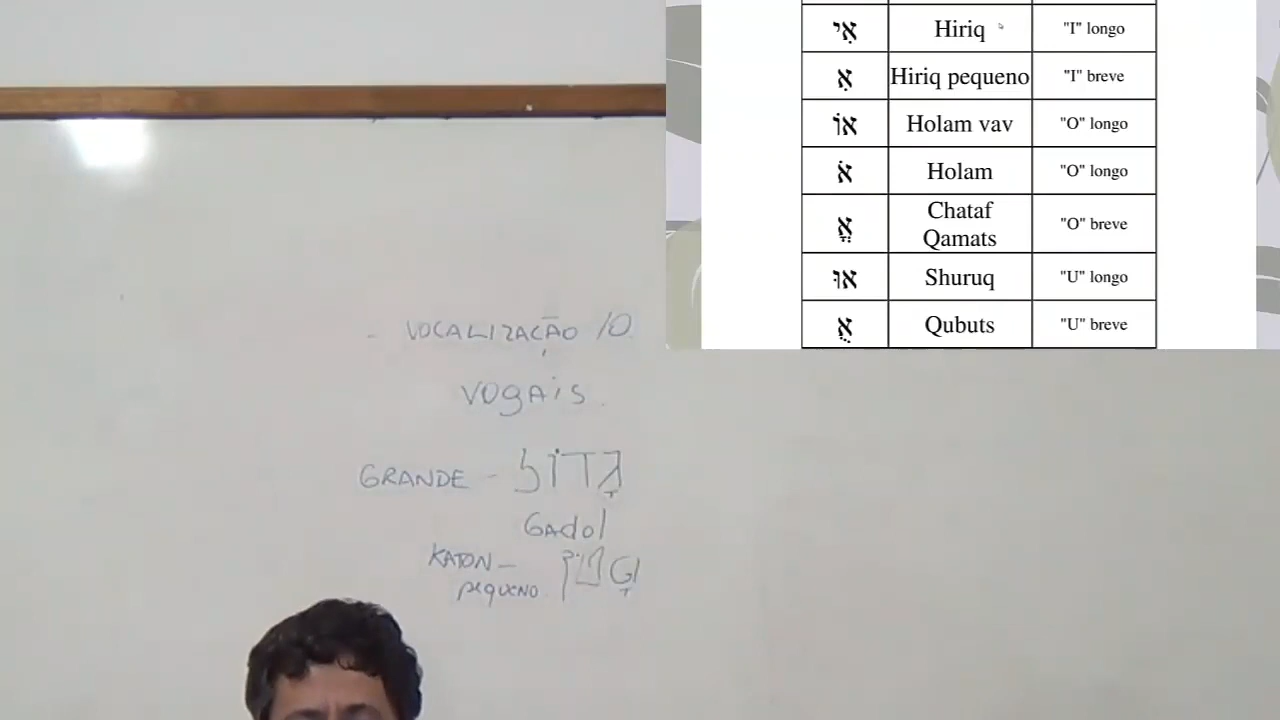 אִי Hiriq "I" longo
אִ Hiriq pequeno "I" breve
אוֹ Holam vav "O" longo
אֹ Holam "O" longo
אֳ Chataf Qamats "O" breve
אוּ Shuruq "U" longo
אֻ Qubuts "U" breve
- VOCALIZAÇÃO /O
VOGAIS.
GRANDE - גָדוֹל
GAdol
KATON - קָטֹן
pequeno